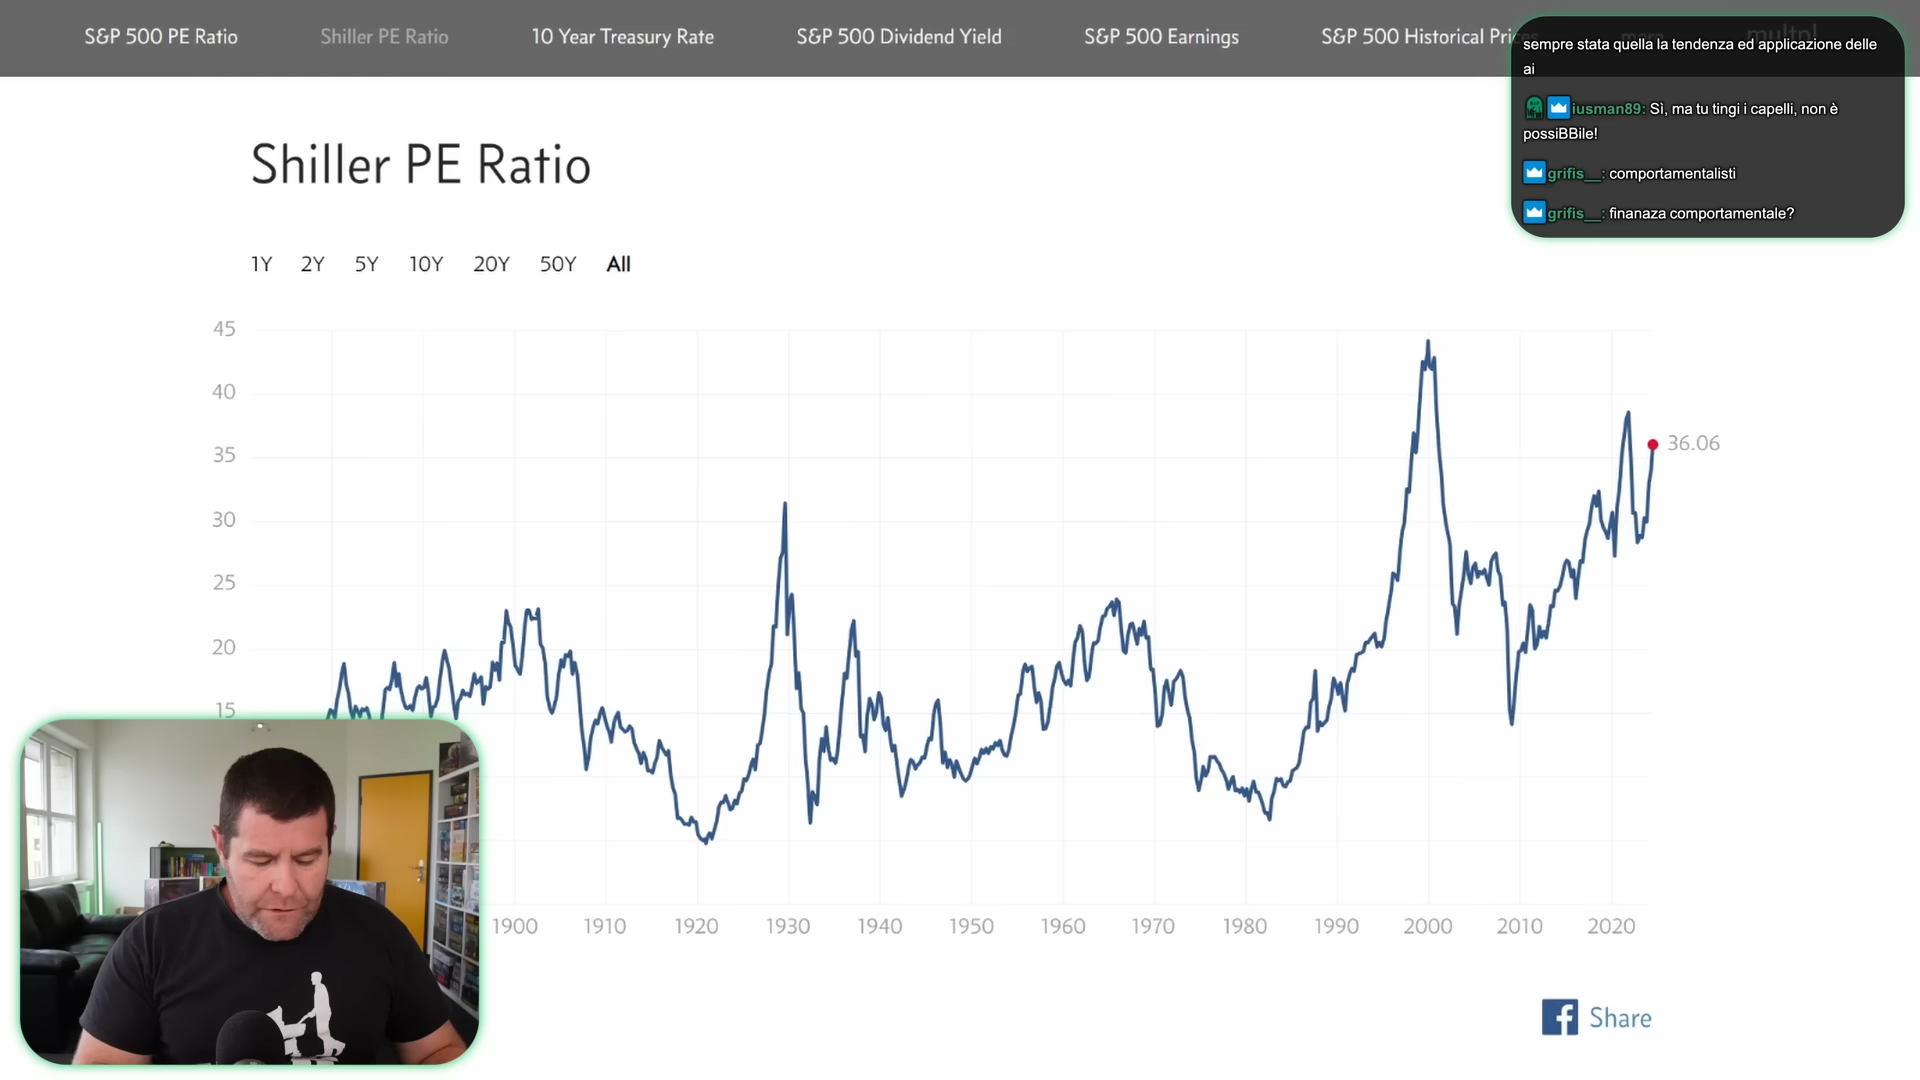 S&P 500 PE Ratio Shiller PE Ratio 10 Year Treasury Rate S&P 500 Dividend Yield S&P 500 Earnings S&P 500 Historical
sempre stata quella la tendenza ed applicazione delle
ai
iusman89: Sì, ma tu tingi i capelli, non è
possiBBile!
grifis__: comportamentalisti
grifis__: finanaza comportamentale?
Shiller PE Ratio
1Y 2Y 5Y 10Y 20Y 50Y All
45
40
35
30
25
20
15
36.06
1900 1910 1920 1930 1940 1950 1960 1970 1980 1990 2000 2010 2020
Share